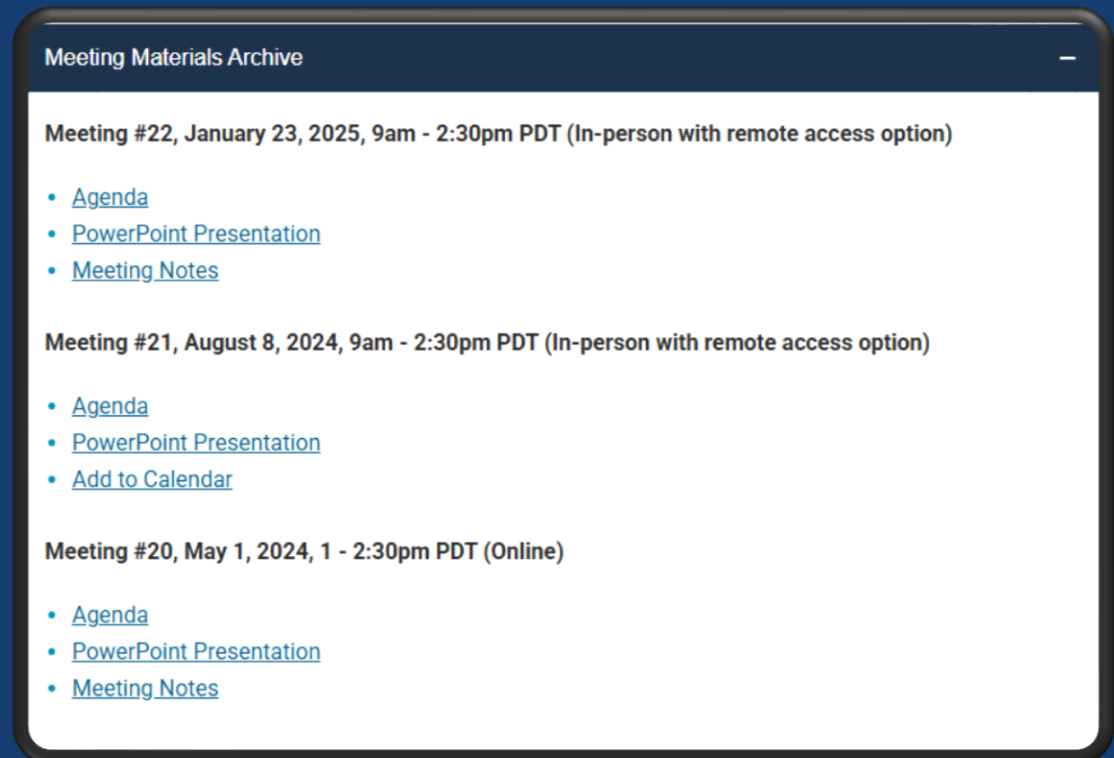 Meeting Materials Archive
Meeting #22, January 23, 2025, 9am - 2:30pm PDT (In-person with remote access option)
Agenda
PowerPoint Presentation
Meeting Notes
Meeting #21, August 8, 2024, 9am - 2:30pm PDT (In-person with remote access option)
Agenda
PowerPoint Presentation
Add to Calendar
Meeting #20, May 1, 2024, 1 - 2:30pm PDT (Online)
Agenda
PowerPoint Presentation
Meeting Notes